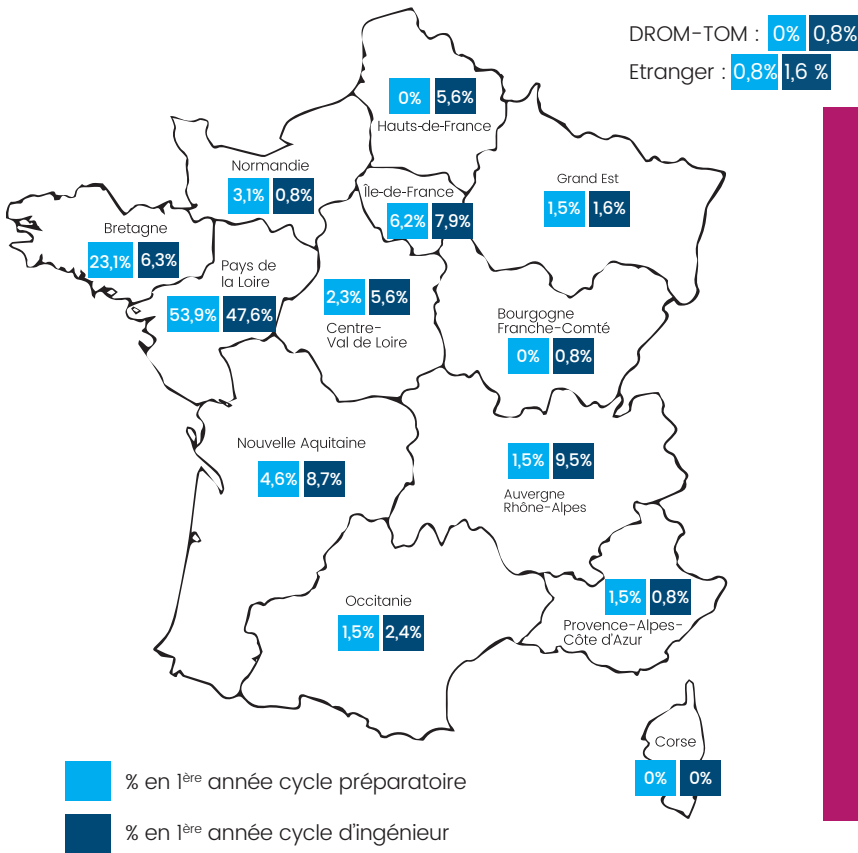 DROM-TOM : 0% 0,8%
Etranger : 0,8% 1,6 %
0% 5,6%
Hauts-de-France
Normandie
3,1% 0,8%
Île-de-France
6,2% 7,9%
Grand Est
1,5% 1,6%
Bretagne
23,1% 6,3%
Pays de
la Loire
53,9% 47,6%
2,3% 5,6%
Centre-
Val de Loire
Bourgogne
Franche-Comté
0% 0,8%
Nouvelle Aquitaine
4,6% 8,7%
1,5% 9,5%
Auvergne
Rhône-Alpes
Occitanie
1,5% 2,4%
1,5% 0,8%
Provence-Alpes-
Côte d'Azur
Corse
0% 0%
% en 1ère année cycle préparatoire
% en 1ère année cycle d'ingénieur